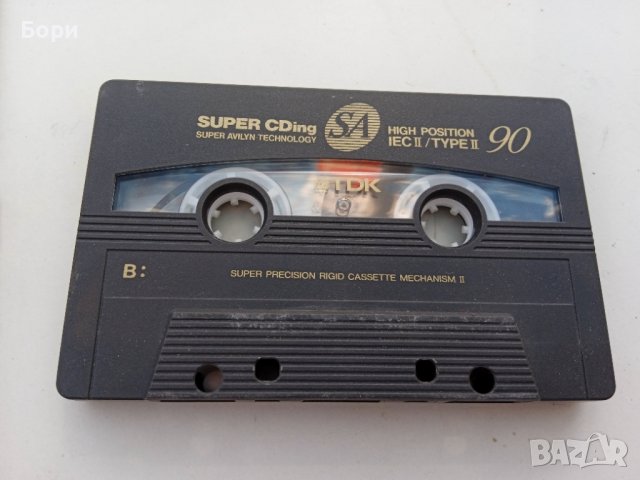 Бори
SUPER CDing
SUPER AVILYN TECHNOLOGY
SA
HIGH POSITION
IEC II / TYPE II
90
TDK
B:
SUPER PRECISION RIGID CASSETTE MECHANISM II
BAZAR